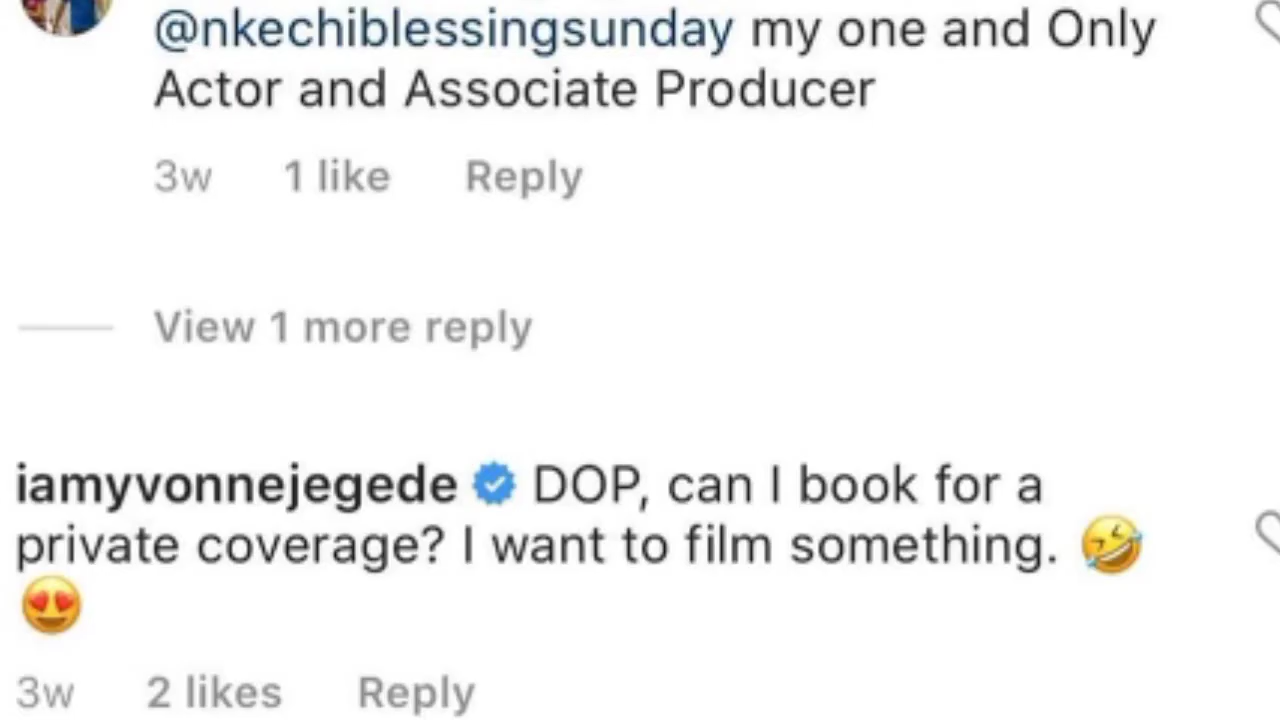 @nkechiblessingsunday my one and Only
Actor and Associate Producer
3w 1 like Reply
View 1 more reply
iamyvonnejegede DOP, can I book for a
private coverage? I want to film something. 🤣
😍
3w 2 likes Reply